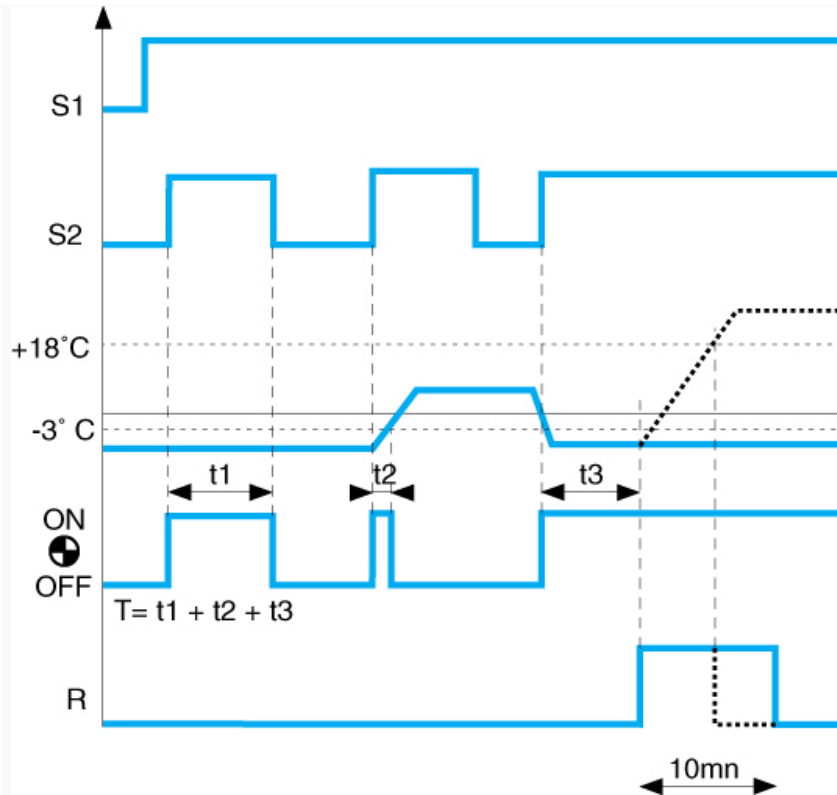 S1
S2
+18°C
-3° C
t1
t2
t3
ON
OFF
T= t1 + t2 + t3
R
10mn